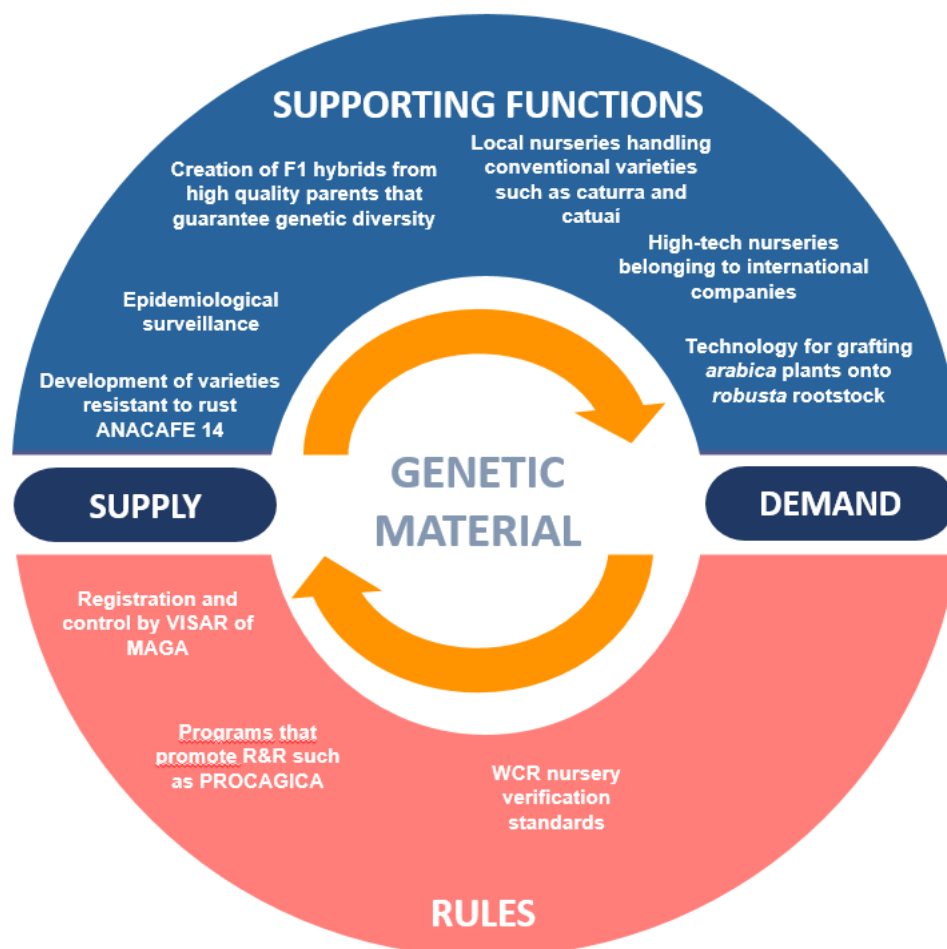 SUPPORTING FUNCTIONS
Creation of F1 hybrids from
high quality parents that
guarantee genetic diversity
Local nurseries handling
conventional varieties
such as caturra and
catuaí
High-tech nurseries
belonging to international
companies
Epidemiological
surveillance
Technology for grafting
arabica plants onto
robusta rootstock
Development of varieties
resistant to rust
ANACAFE 14
GENETIC
MATERIAL
SUPPLY
DEMAND
Registration and
control by VISAR of
MAGA
Programs that
promote R&R such
as PROCAGICA
WCR nursery
verification
standards
RULES